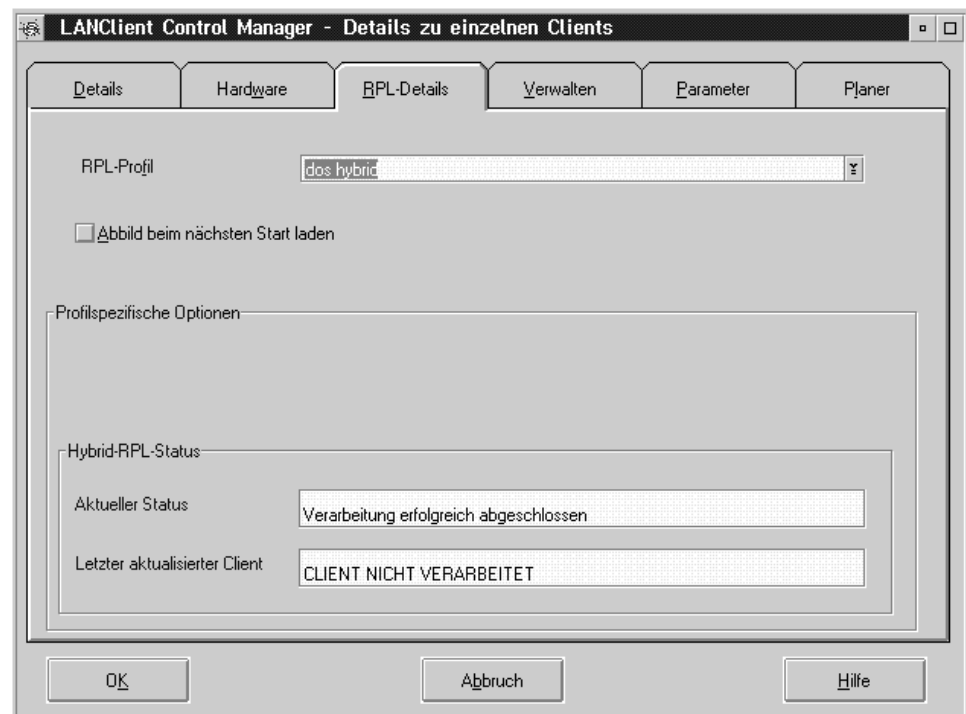 LANClient Control Manager - Details zu einzelnen Clients
Details Hardware RPL-Details Verwalten Parameter Planer
RPL-Profil dos hybrid
Abbild beim nächsten Start laden
Profilspezifische Optionen
Hybrid-RPL-Status
Aktueller Status Verarbeitung erfolgreich abgeschlossen
Letzter aktualisierter Client CLIENT NICHT VERARBEITET
OK Abbruch Hilfe